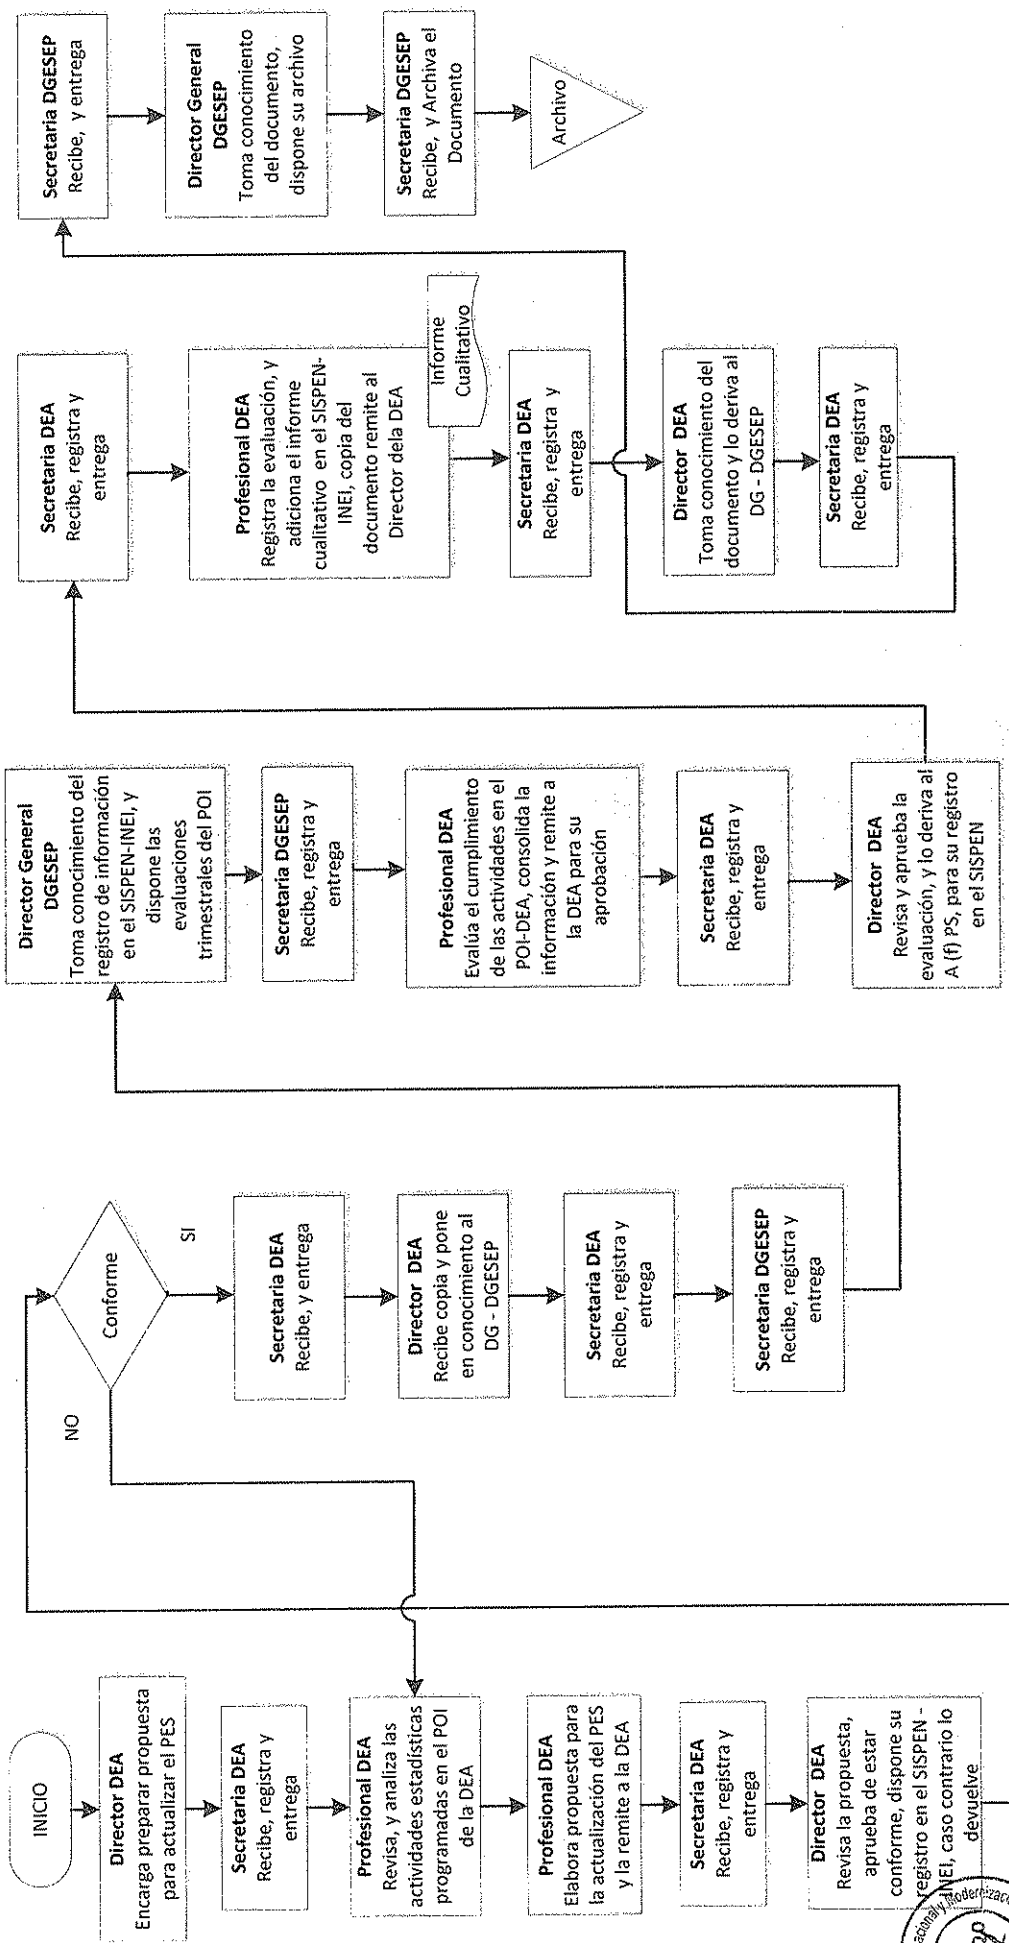 INICIO
Director DEA
Encarga preparar propuesta
para actualizar el PES
Secretaria DEA
Recibe, registra y
entrega
Profesional DEA
Revisa, y analiza las
actividades estadísticas
programadas en el POI
de la DEA
Profesional DEA
Elabora propuesta para
la actualización del PES
y la remite a la DEA
Secretaria DEA
Recibe, registra y
entrega
Director DEA
Revisa la propuesta,
aprueba de estar
conforme, dispone su
registro en el SISPEN -
INEI, caso contrario lo
devuelve
Conforme
NO
SI
Secretaria DEA
Recibe, y entrega
Director DEA
Recibe copia y pone
en conocimiento al
DG - DGESEP
Secretaria DEA
Recibe, registra y
entrega
Secretaria DGESEP
Recibe, registra y
entrega
Director General
DGESEP
Toma conocimiento del
registro de información
en el SISPEN-INEI, y
dispone las
evaluaciones
trimestrales del POI
Secretaria DGESEP
Recibe, registra y
entrega
Profesional DEA
Evalúa el cumplimiento
de las actividades en el
POI-DEA, consolida la
información y remite a
la DEA para su
aprobación
Secretaria DEA
Recibe, registra y
entrega
Director DEA
Revisa y aprueba la
evaluación, y lo deriva al
A (f) PS, para su registro
en el SISPEN
Secretaria DEA
Recibe, registra y
entrega
Profesional DEA
Registra la evaluación, y
adiciona el informe
cualitativo en el SISPEN-
INEI, copia del
documento remite al
Director dela DEA
Informe
Cualitativo
Secretaria DEA
Recibe, registra y
entrega
Director DEA
Toma conocimiento del
documento y lo deriva al
DG - DGESEP
Secretaria DEA
Recibe, registra y
entrega
Secretaria DGESEP
Recibe, y entrega
Director General
DGESEP
Toma conocimiento
del documento,
dispone su archivo
Secretaria DGESEP
Recibe, y Archiva el
Documento
Archivo